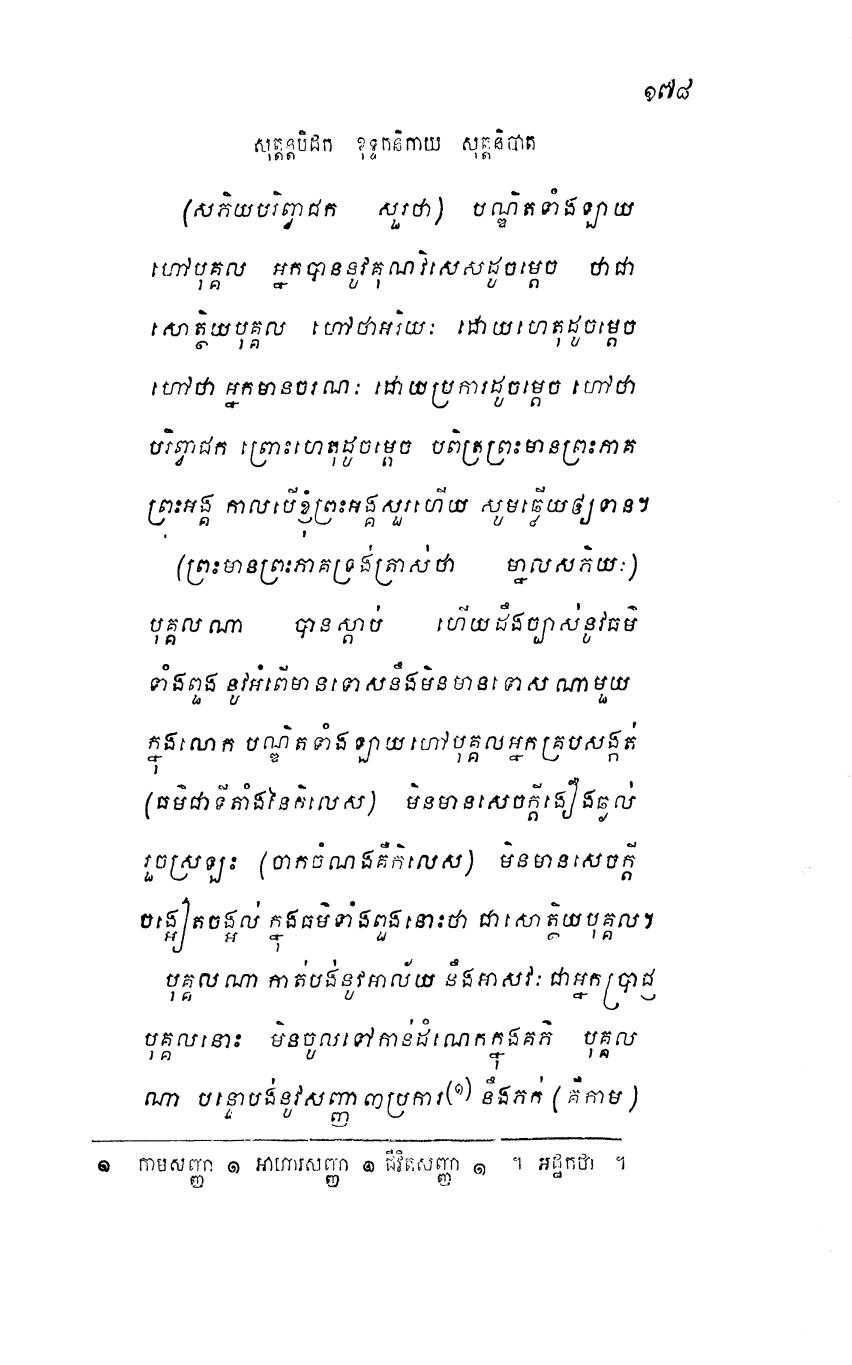 ១៧៨
សុត្តន្តបិដក ខុទ្ទកនិកាយ សុត្តនិបាត
(សភិយបរិព្វាជក សួរថា) បណ្ឌិតទាំងឡាយ
ហៅបុគ្គល អ្នកបាននូវគុណវិសេសដូចម្តេច ថាជា
សោត្ថិយបុគ្គល ហៅថាអរិយៈ ដោយហេតុដូចម្តេច
ហៅថា អ្នកមានចរណៈ ដោយប្រការដូចម្តេច ហៅថា
បរិព្វាជក ព្រោះហេតុដូចម្តេច បពិត្រព្រះមានព្រះភាគ
ព្រះអង្គ កាលបើខ្ញុំព្រះអង្គសួរហើយ សូមឆ្លើយឲ្យទាន។
(ព្រះមានព្រះភាគទ្រង់ត្រាស់ថា ម្នាលសភិយៈ)
បុគ្គលណា បានស្តាប់ ហើយដឹងច្បាស់នូវធម៌
ទាំងពួង នូវអំពើមានទោសនឹងមិនមានទោស ណាមួយ
ក្នុងលោក បណ្ឌិតទាំងឡាយហៅបុគ្គលអ្នកគ្របសង្កត់
(ធម៌ជាទីតាំងនៃកិលេស) មិនមានសេចក្តីងឿងឆ្ងល់
រួចស្រឡះ (ចាកចំណងគឺកិលេស) មិនមានសេចក្តី
ចង្អៀតចង្អល់ ក្នុងធម៌ទាំងពួងនោះថា ជាសោត្ថិយបុគ្គល។
បុគ្គលណា កាត់បង់នូវអាល័យ នឹងអាសវៈ ជាអ្នកប្រាជ្ញ
បុគ្គលនោះ មិនចូលទៅកាន់ដំណេកក្នុងគភ៌ បុគ្គល
ណា បន្ទោបង់នូវសញ្ញា ៣ប្រការ(១) នឹងភក់ (គឺកាម)
១ កាមសញ្ញា ១ អាហារសញ្ញា ១ ជីវិតសញ្ញា ១ ។ អដ្ឋកថា ។